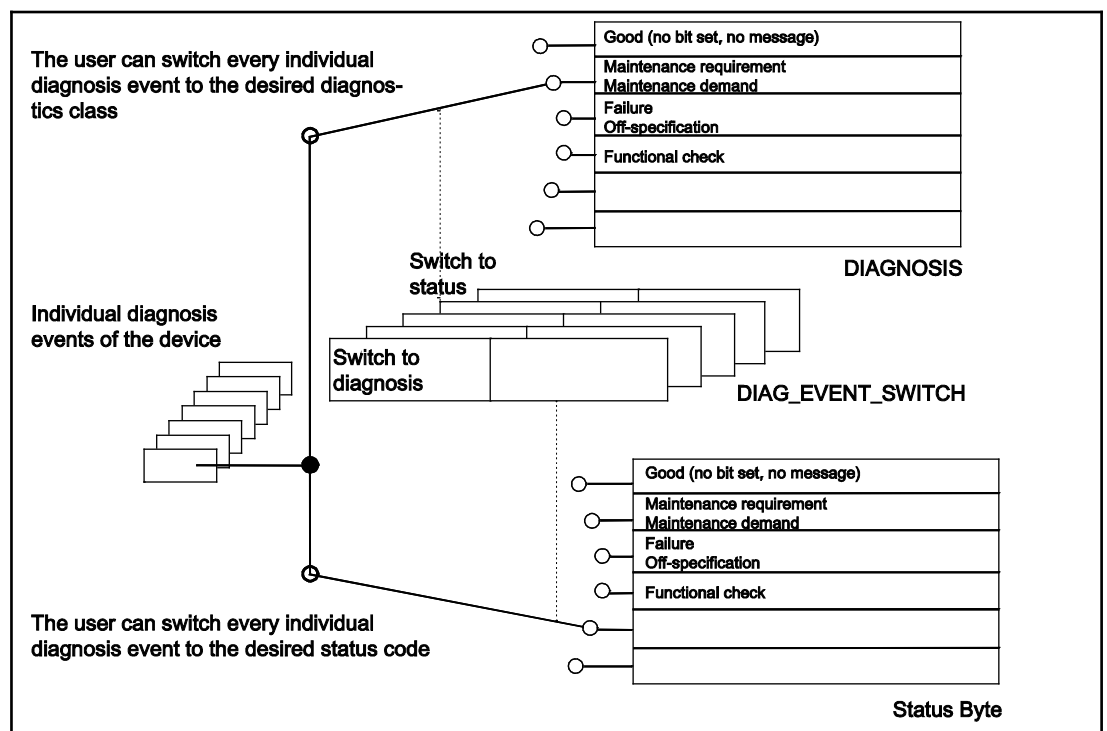 The user can switch every individual
diagnosis event to the desired diagnos-
tics class
Good (no bit set, no message)
Maintenance requirement
Maintenance demand
Failure
Off-specification
Functional check
DIAGNOSIS
Switch to
status
Individual diagnosis
events of the device
Switch to
diagnosis
DIAG_EVENT_SWITCH
Good (no bit set, no message)
Maintenance requirement
Maintenance demand
Failure
Off-specification
Functional check
The user can switch every individual
diagnosis event to the desired status code
Status Byte